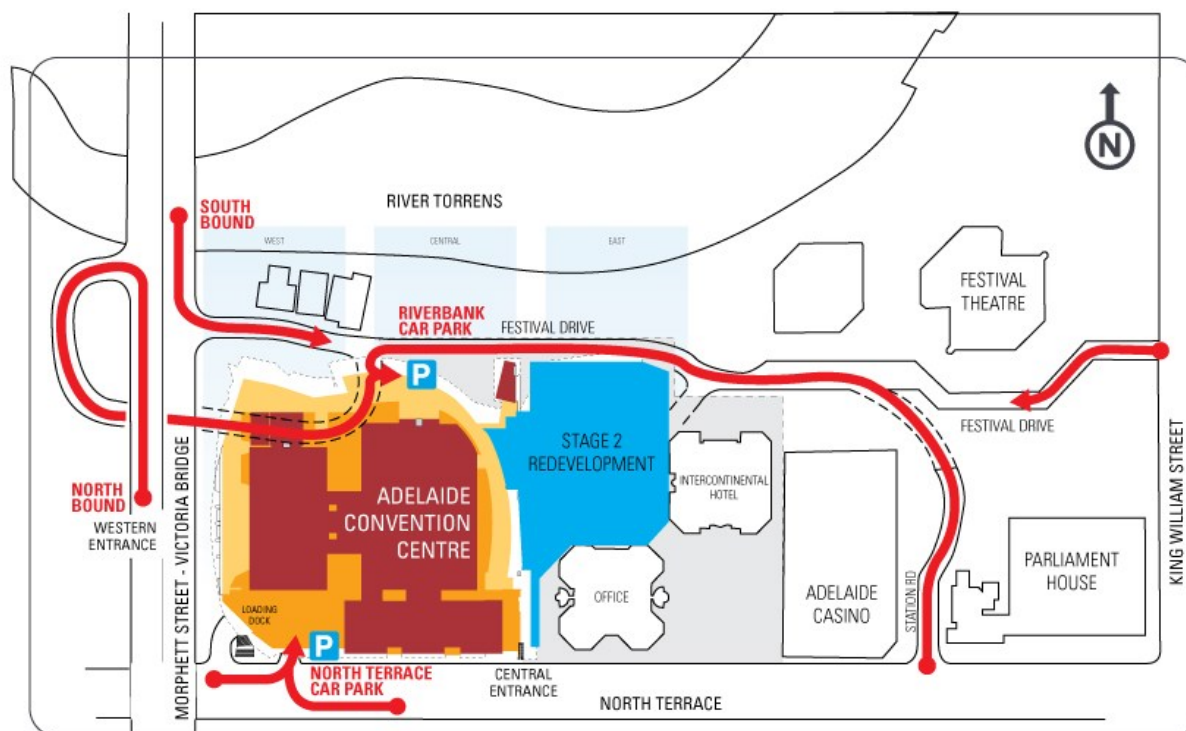 N
SOUTH
BOUND
RIVER TORRENS
WEST
CENTRAL
EAST
FESTIVAL
THEATRE
RIVERBANK
CAR PARK
FESTIVAL DRIVE
P
FESTIVAL DRIVE
STAGE 2
REDEVELOPMENT
INTERCONTINENTAL
HOTEL
NORTH
BOUND
WESTERN
ENTRANCE
ADELAIDE
CONVENTION
CENTRE
MORPHETT STREET - VICTORIA BRIDGE
KING WILLIAM STREET
PARLIAMENT
HOUSE
OFFICE
ADELAIDE
CASINO
STATION RD
LOADING
DOCK
P
NORTH TERRACE
CAR PARK
CENTRAL
ENTRANCE
NORTH TERRACE